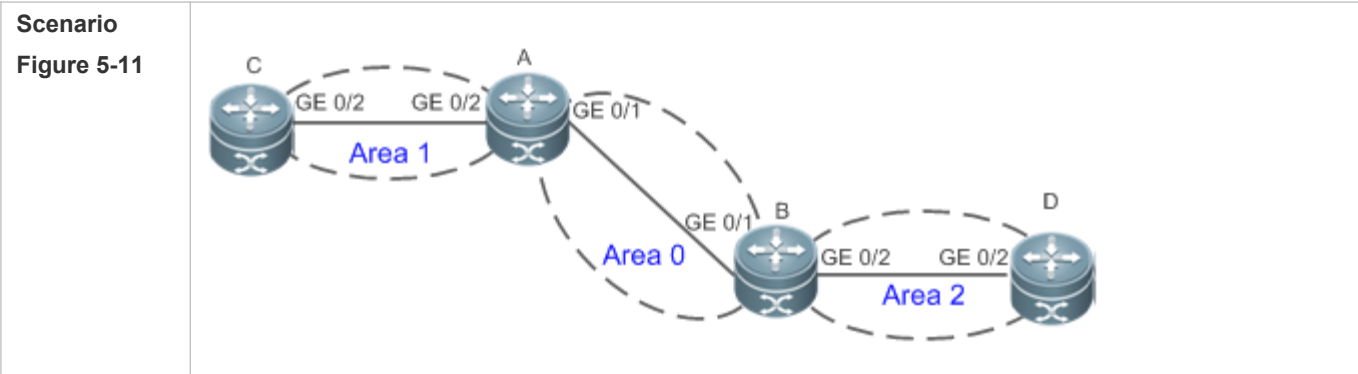 Scenario
Figure 5-11
C
A
GE 0/2
GE 0/2
GE 0/1
Area 1
GE 0/1
B
D
Area 0
GE 0/2
GE 0/2
Area 2